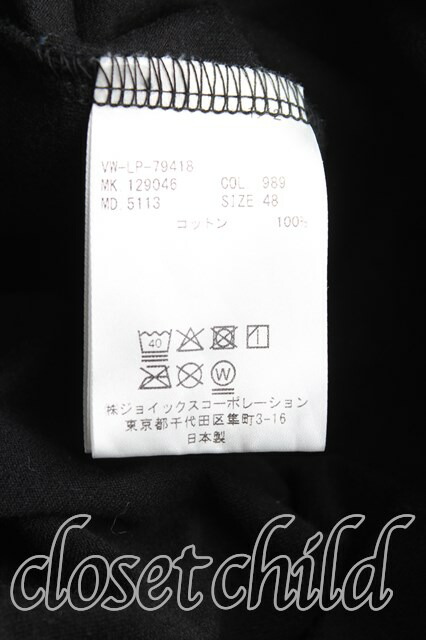 VW-LP-79418
MK.129046 COL. 989
MD.5113 SIZE 48
コットン 100%
40
W
株ジョイックスコーポレーション
東京都千代田区隼町3-16
日本製
closet child